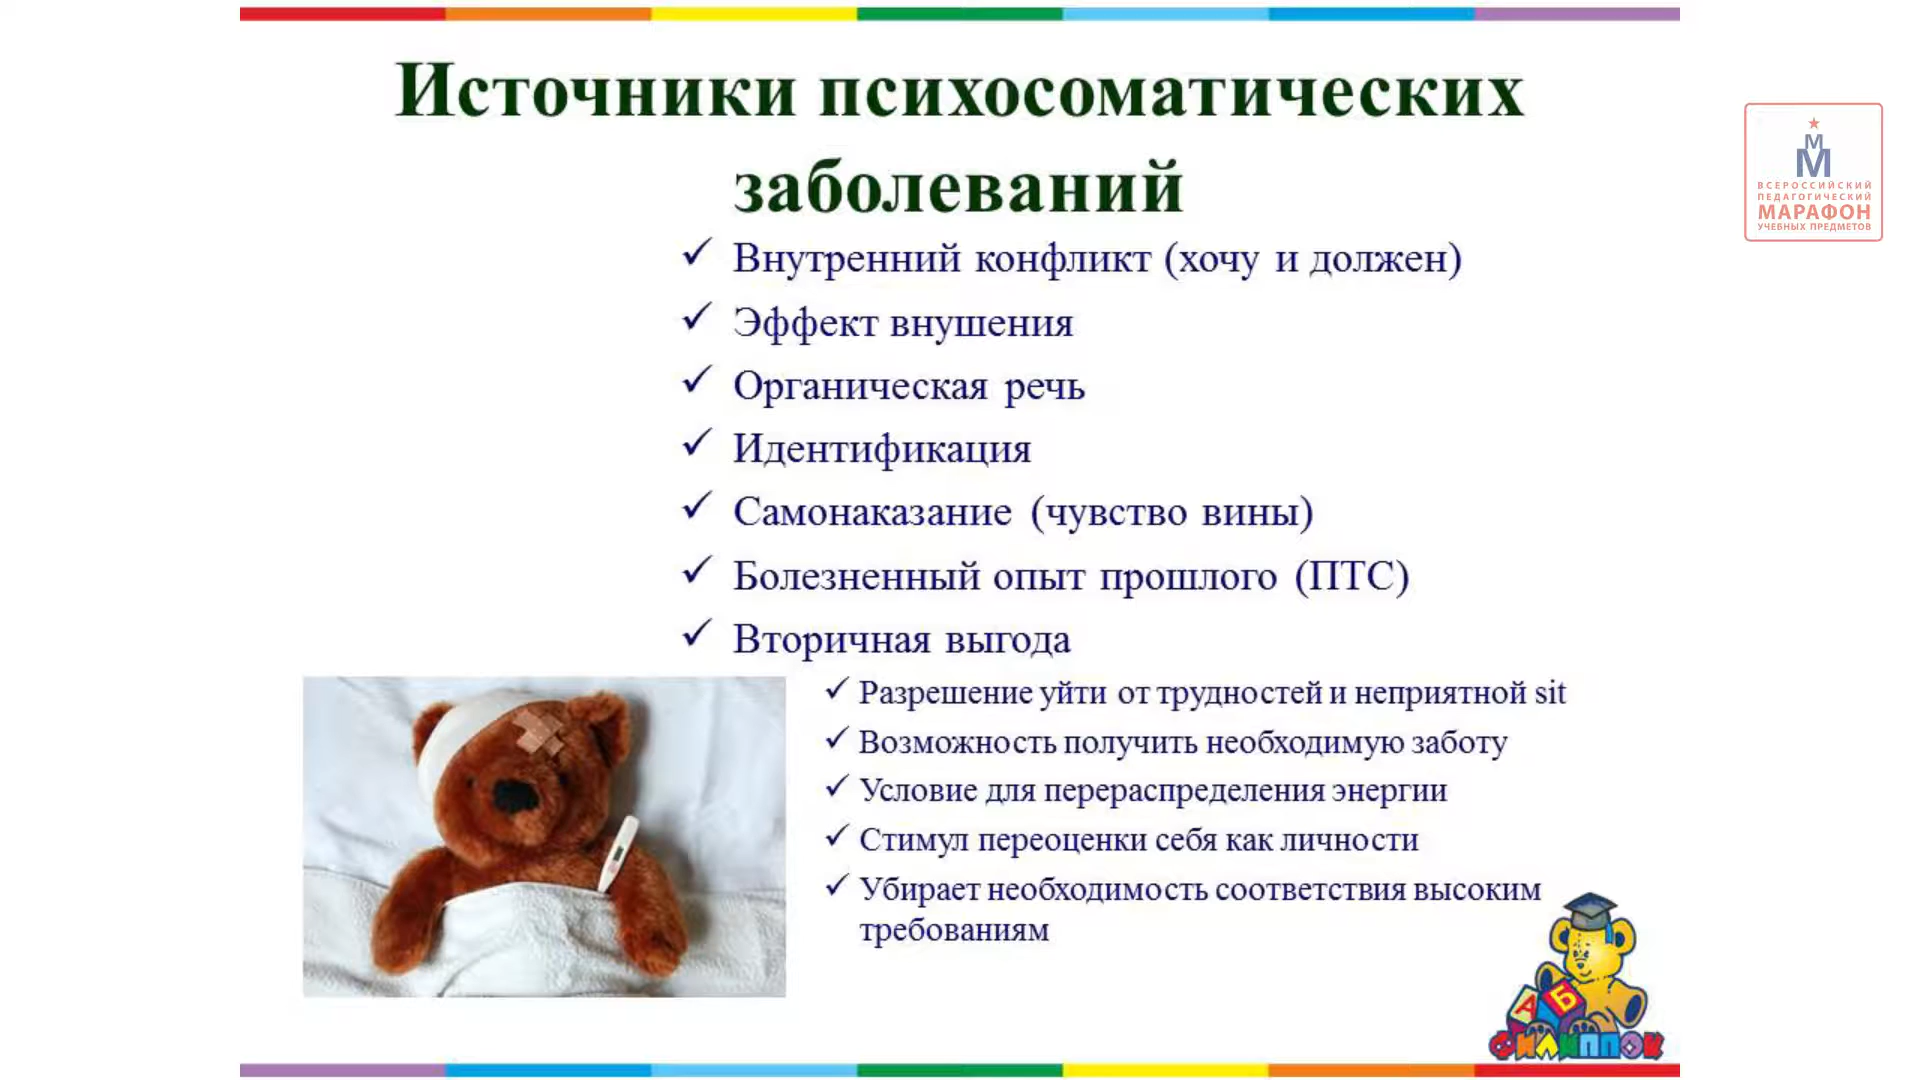 Источники психосоматических
заболеваний
Внутренний конфликт (хочу и должен)
Эффект внушения
Органическая речь
Идентификация
Самонаказание (чувство вины)
Болезненный опыт прошлого (ПТС)
Вторичная выгода
Разрешение уйти от трудностей и неприятной sit
Возможность получить необходимую заботу
Условие для перераспределения энергии
Стимул переоценки себя как личности
Убирает необходимость соответствия высоким
требованиям
М
М
ВСЕРОССИЙСКИЙ
ПЕДАГОГИЧЕСКИЙ
МАРАФОН
УЧЕБНЫХ ПРЕДМЕТОВ
А Б
ФИЛИППОК